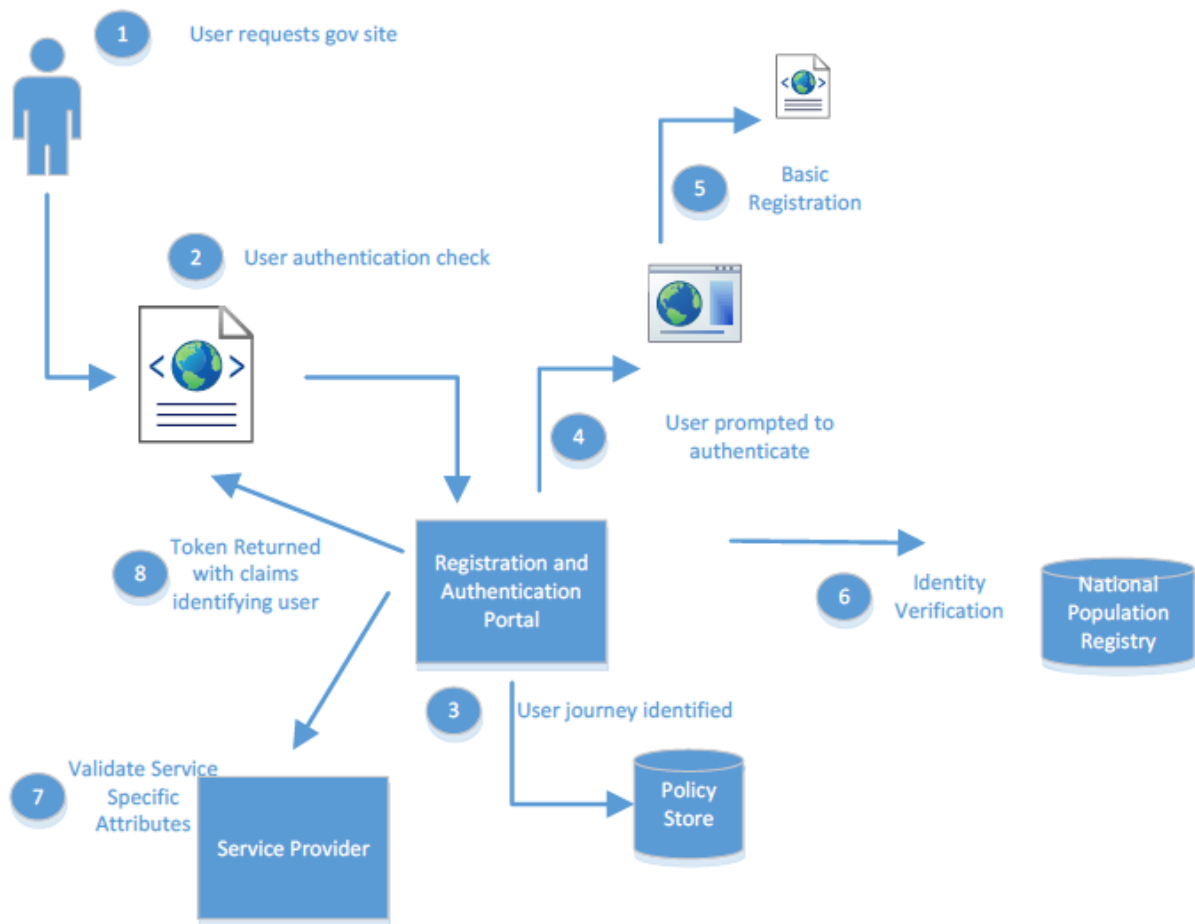 1
User requests gov site
2
User authentication check
5
Basic
Registration
4
User prompted to
authenticate
8
Token Returned
with claims
identifying user
Registration and
Authentication
Portal
6
Identity
Verification
National
Population
Registry
3
User journey identified
7
Validate Service
Specific
Attributes
Service Provider
Policy
Store